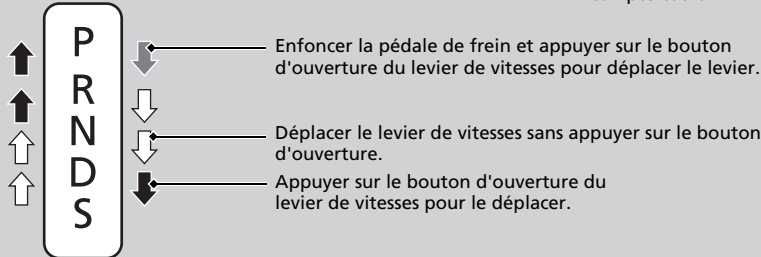 P
R
N
D
S
Enfoncer la pédale de frein et appuyer sur le bouton
d'ouverture du levier de vitesses pour déplacer le levier.
Déplacer le levier de vitesses sans appuyer sur le bouton
d'ouverture.
Appuyer sur le bouton d'ouverture du
levier de vitesses pour le déplacer.